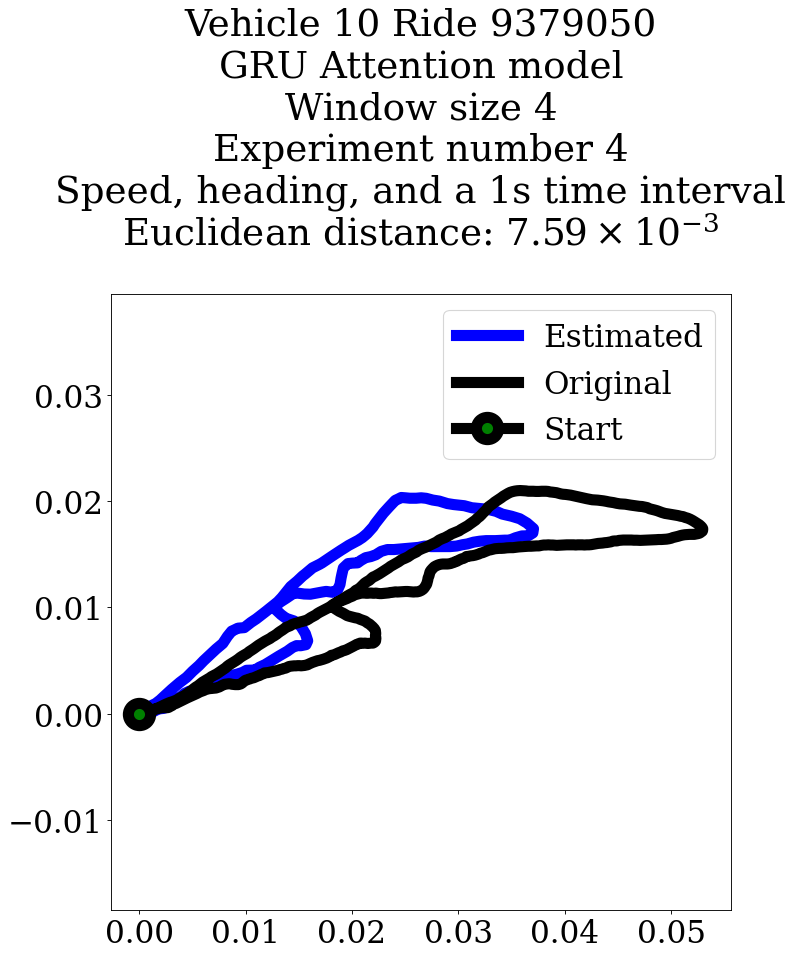 Vehicle 10 Ride 9379050
GRU Attention model
Window size 4
Experiment number 4
Speed, heading, and a 1s time interval
Euclidean distance: 7.59 × 10⁻³
Estimated
Original
Start
0.03
0.02
0.01
0.00
−0.01
0.00 0.01 0.02 0.03 0.04 0.05